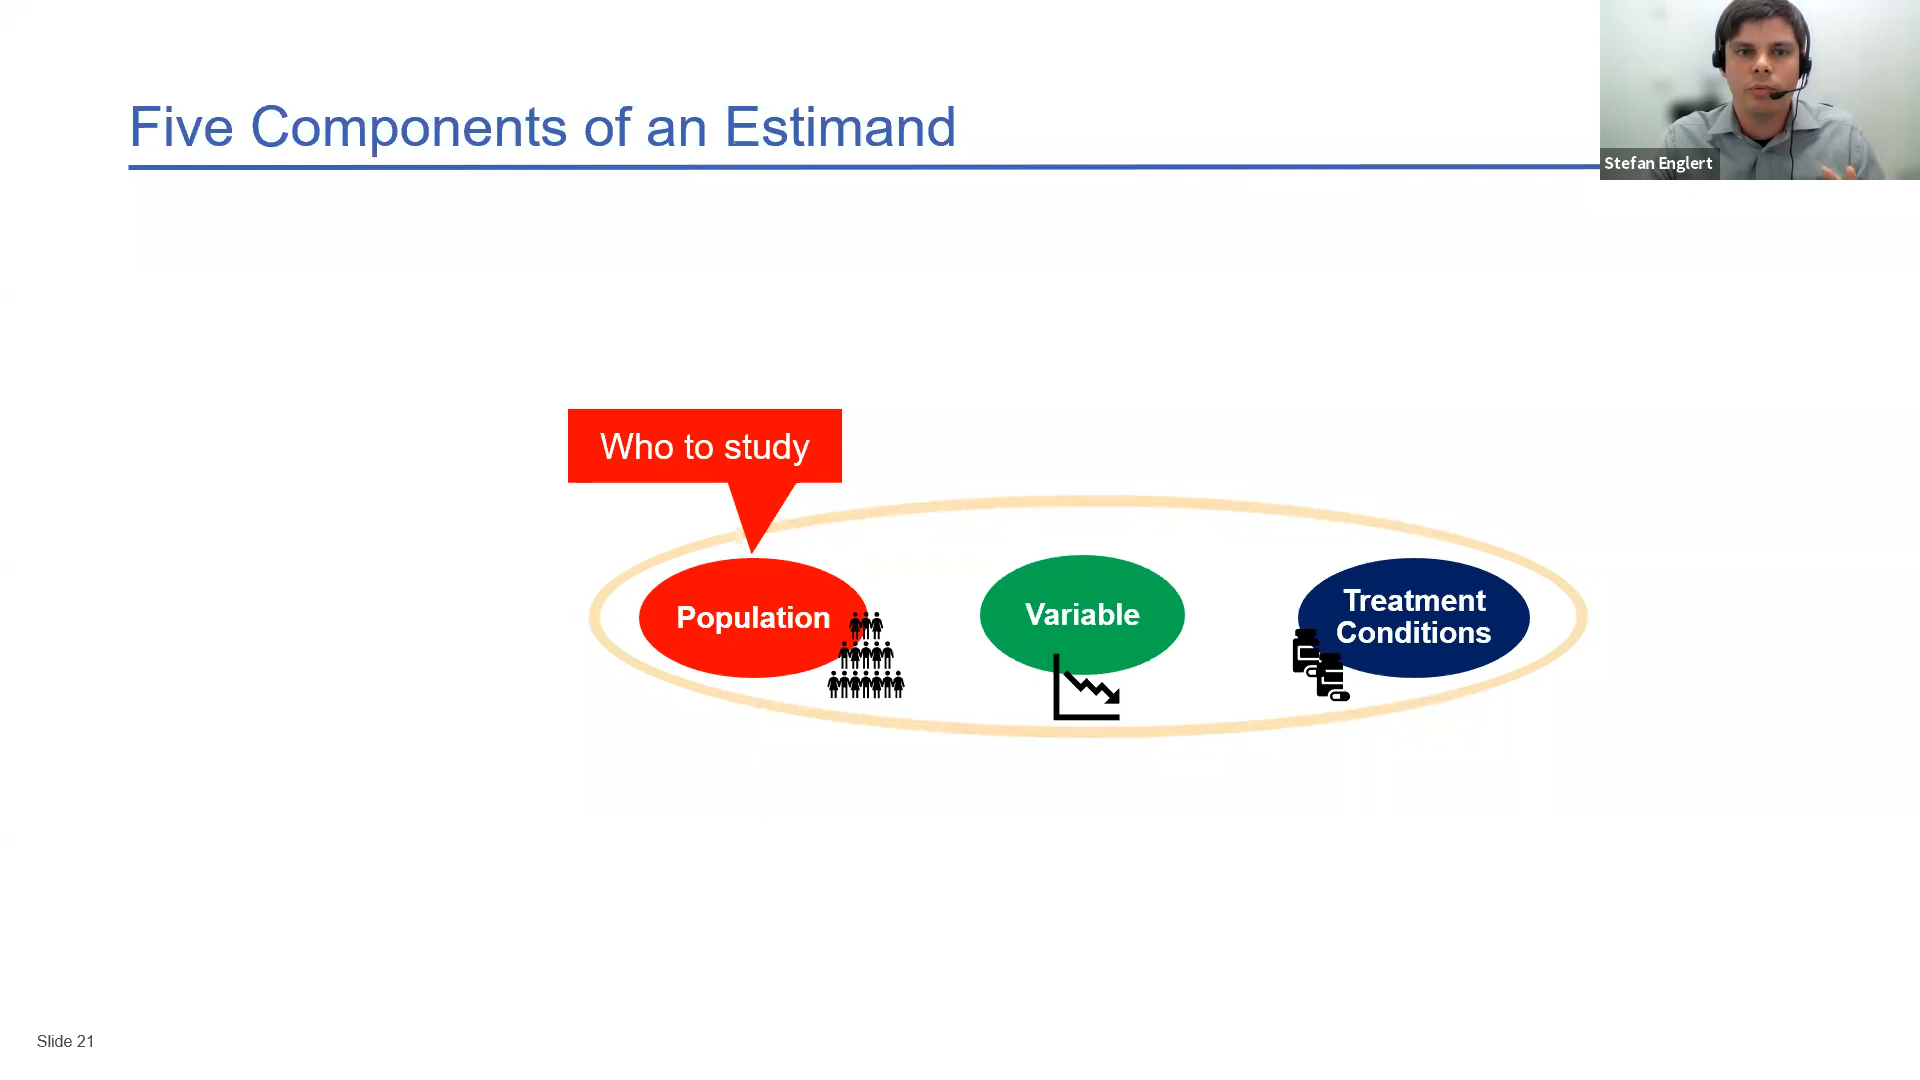 Five Components of an Estimand
Stefan Englert
Who to study
Population
Variable
Treatment
Conditions
Slide 21